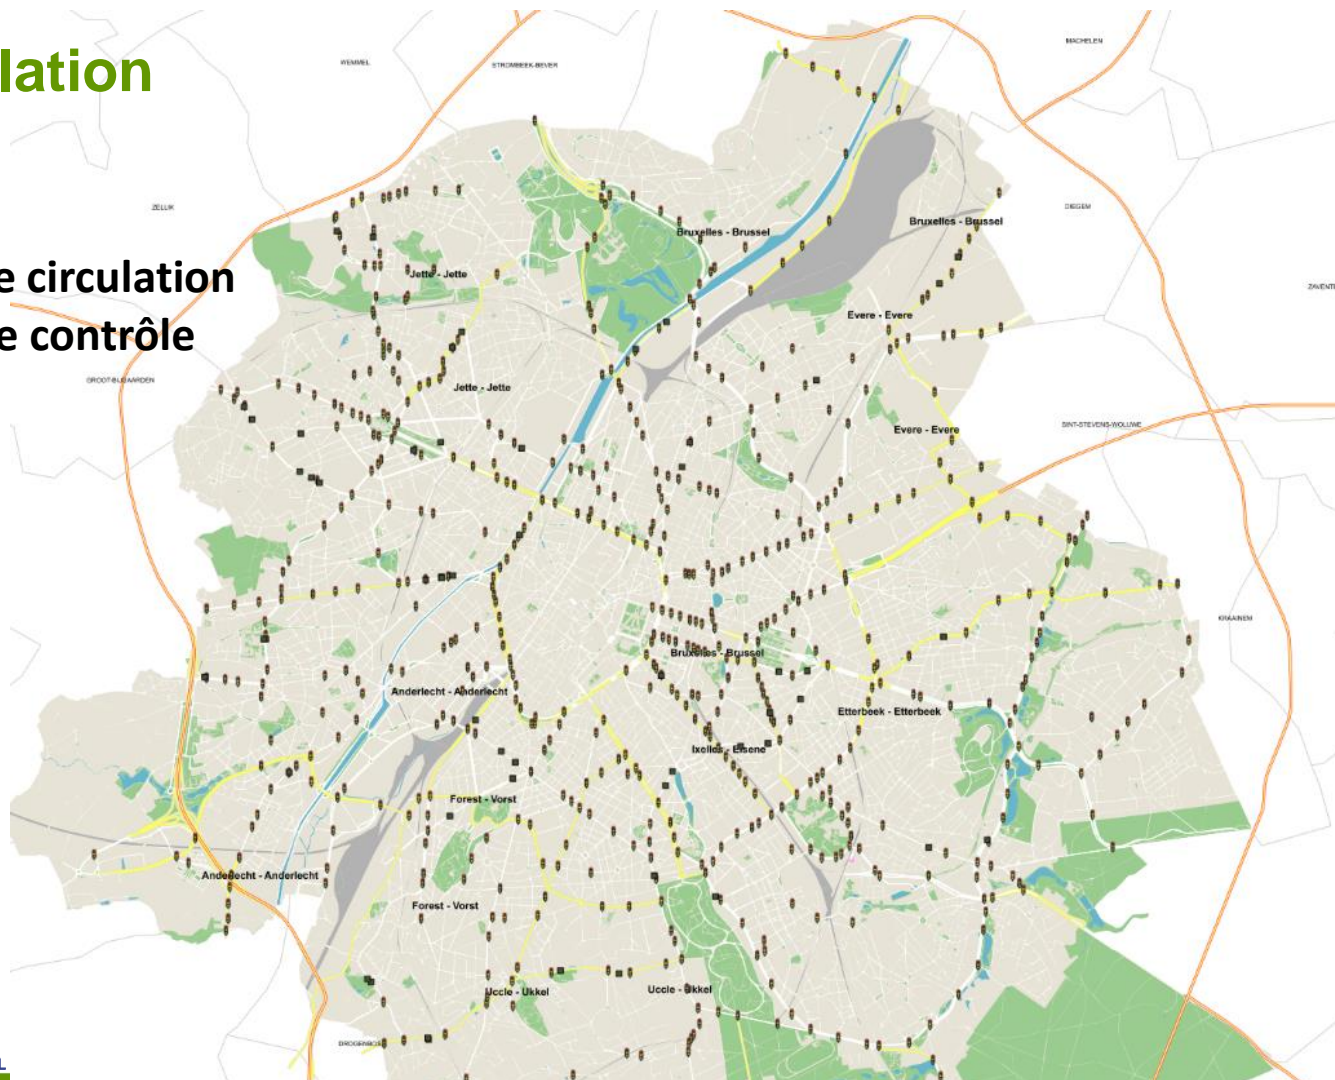 lation
e circulation
e contrôle
WEMMEL
STROMBEEK-BEVER
MACHELEN
ZELLIK
DIEGEM
Bruxelles - Brussel
Bruxelles - Brussel
Jette - Jette
Evere - Evere
GROOT-BIJGAARDEN
Jette - Jette
SINT-STEVENS-WOLUWE
Evere - Evere
KRAAINEM
Bruxelles - Brussel
Anderlecht - Anderlecht
Etterbeek - Etterbeek
Ixelles - Elsene
Forest - Vorst
Anderlecht - Anderlecht
Forest - Vorst
Uccle - Ukkel
Uccle - Ukkel